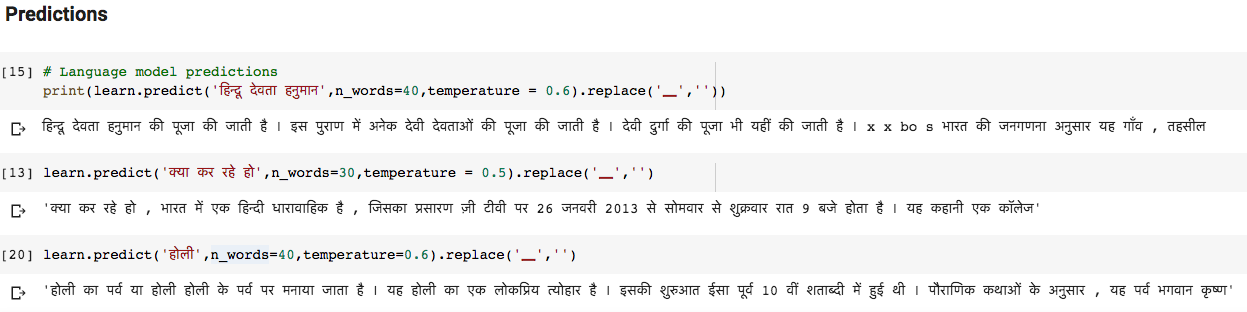 Predictions
[15] # Language model predictions
print(learn.predict('हिन्दू देवता हनुमान',n_words=40,temperature = 0.6).replace('▁',''))
हिन्दू देवता हनुमान की पूजा की जाती है । इस पुराण में अनेक देवी देवताओं की पूजा की जाती है । देवी दुर्गा की पूजा भी यहीं की जाती है । x x bo s भारत की जनगणना अनुसार यह गाँव , तहसील
[13] learn.predict('क्या कर रहे हो',n_words=30,temperature = 0.5).replace('▁','')
'क्या कर रहे हो , भारत में एक हिन्दी धारावाहिक है , जिसका प्रसारण ज़ी टीवी पर 26 जनवरी 2013 से सोमवार से शुक्रवार रात 9 बजे होता है । यह कहानी एक कॉलेज'
[20] learn.predict('होली',n_words=40,temperature=0.6).replace('▁','')
'होली का पर्व या होली होली के पर्व पर मनाया जाता है । यह होली का एक लोकप्रिय त्योहार है । इसकी शुरुआत ईसा पूर्व 10 वीं शताब्दी में हुई थी । पौराणिक कथाओं के अनुसार , यह पर्व भगवान कृष्ण'